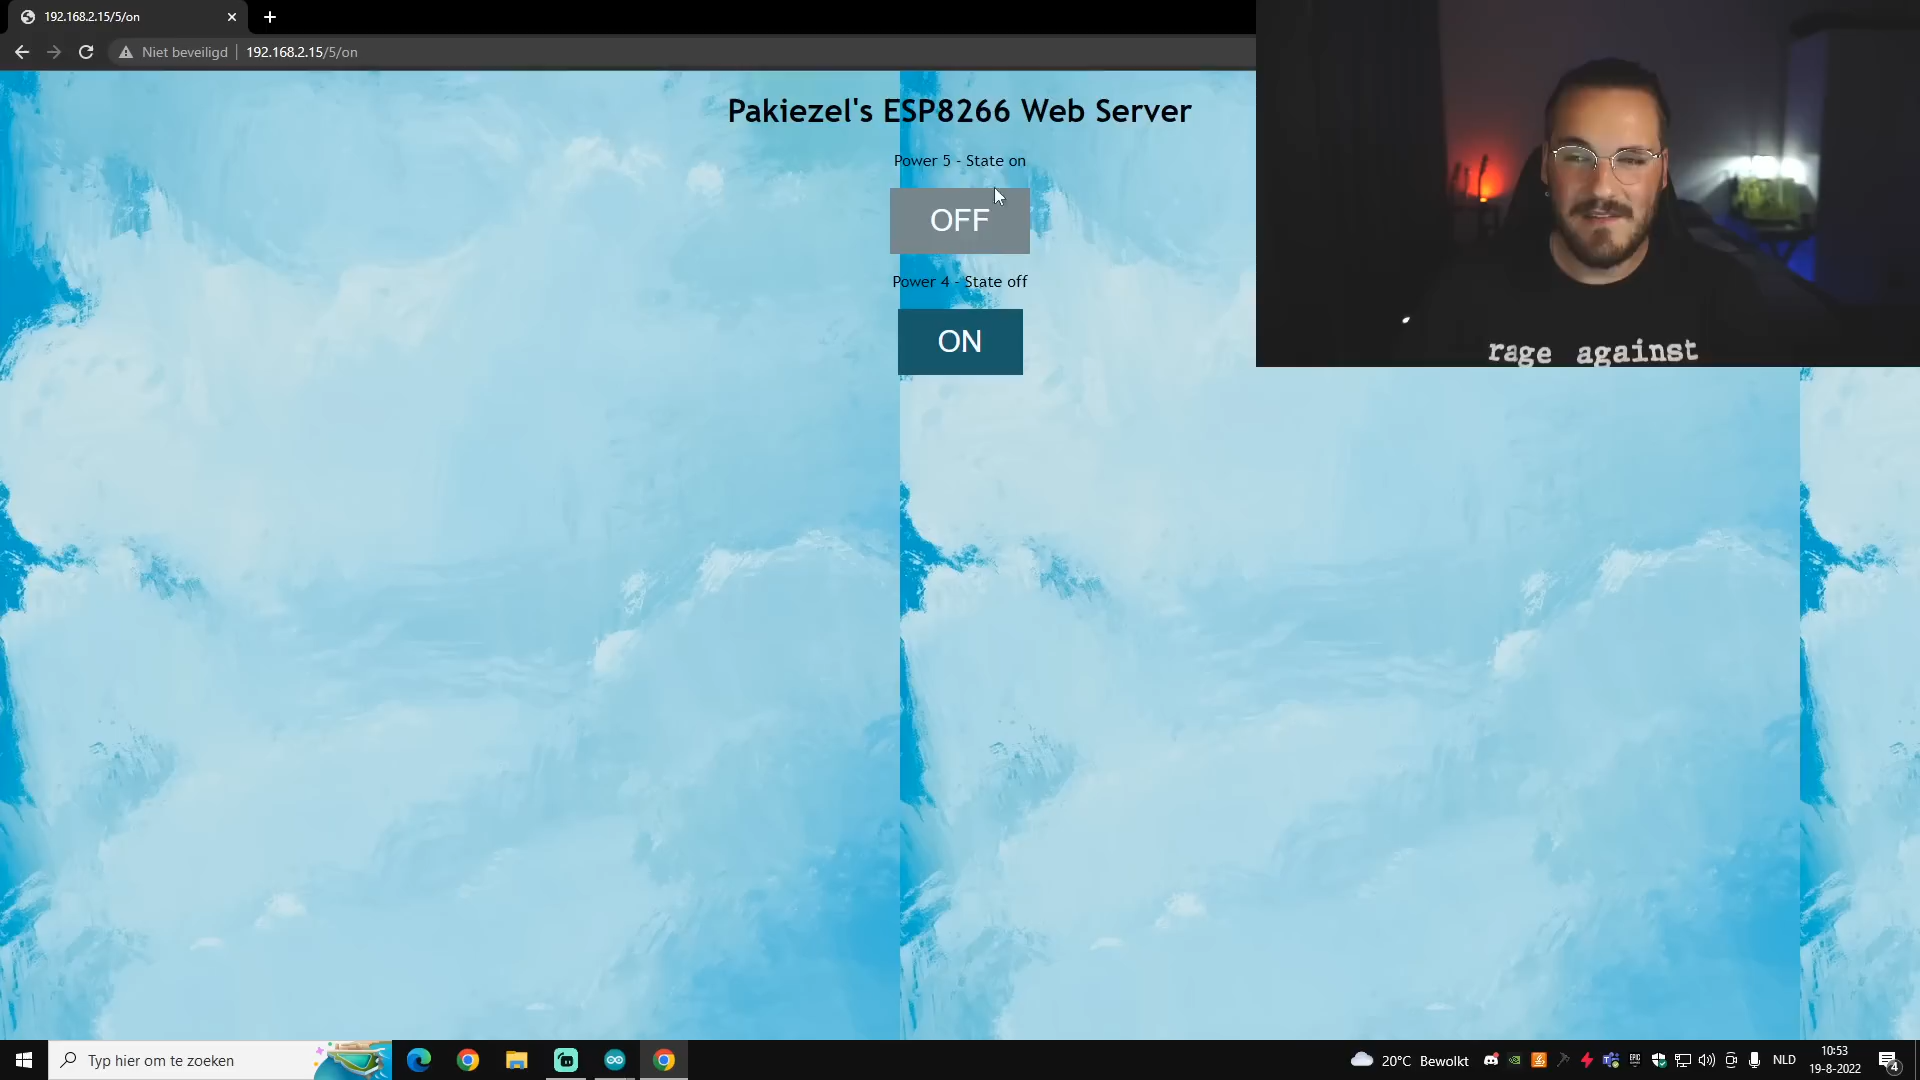 192.168.2.15/5/on
Niet beveiligd
192.168.2.15/5/on
Pakiezel's ESP8266 Web Server
Power 5 - State on
OFF
Power 4 - State off
ON
rage against
Typ hier om te zoeken
20°C Bewolkt
NLD
10:53
19-8-2022
4